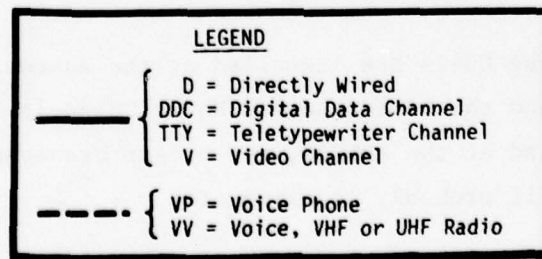 LEGEND
D = Directly Wired
DDC = Digital Data Channel
TTY = Teletypewriter Channel
V = Video Channel
VP = Voice Phone
VV = Voice, VHF or UHF Radio